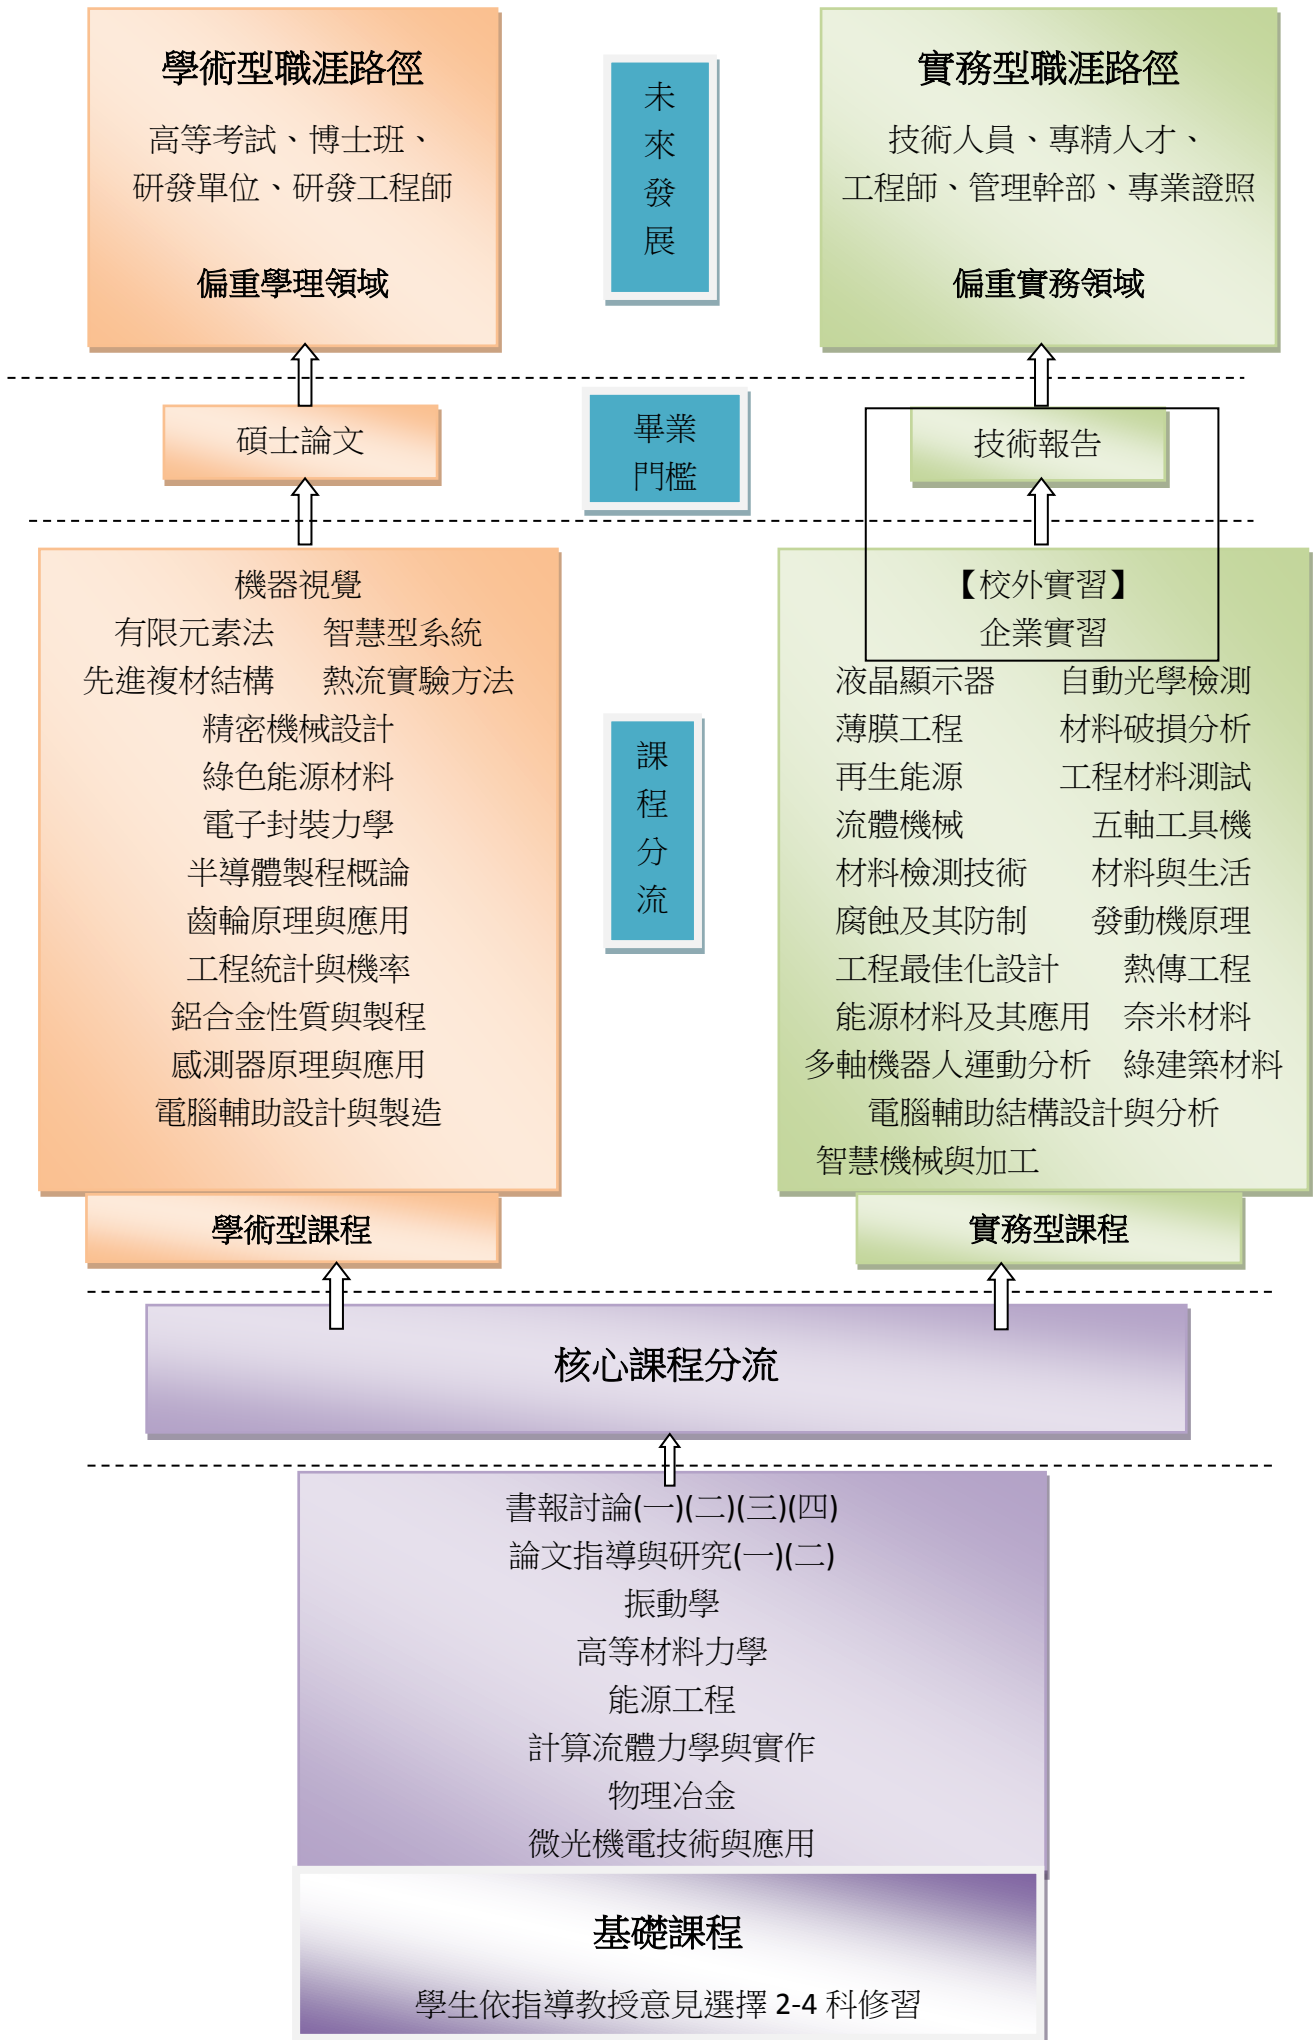 學術型職涯路徑
高等考試、博士班、
研發單位、研發工程師
偏重學理領域
未
來
發
展
實務型職涯路徑
技術人員、專精人才、
工程師、管理幹部、專業證照
偏重實務領域
碩士論文
畢業
門檻
技術報告
機器視覺
有限元素法 智慧型系統
先進複材結構 熱流實驗方法
精密機械設計
綠色能源材料
電子封裝力學
半導體製程概論
齒輪原理與應用
工程統計與機率
鋁合金性質與製程
感測器原理與應用
電腦輔助設計與製造
學術型課程
課
程
分
流
【校外實習】
企業實習
液晶顯示器 自動光學檢測
薄膜工程 材料破損分析
再生能源 工程材料測試
流體機械 五軸工具機
材料檢測技術 材料與生活
腐蝕及其防制 發動機原理
工程最佳化設計 熱傳工程
能源材料及其應用 奈米材料
多軸機器人運動分析 綠建築材料
電腦輔助結構設計與分析
智慧機械與加工
實務型課程
核心課程分流
書報討論(一)(二)(三)(四)
論文指導與研究(一)(二)
振動學
高等材料力學
能源工程
計算流體力學與實作
物理冶金
微光機電技術與應用
基礎課程
學生依指導教授意見選擇 2-4 科修習